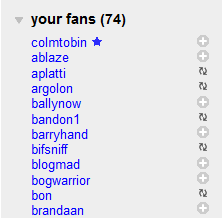 your fans (74)
colmtobin
ablaze
aplatti
argolon
ballynow
bandon1
barryhand
bifsniff
blogmad
bogwarrior
bon
brandaan